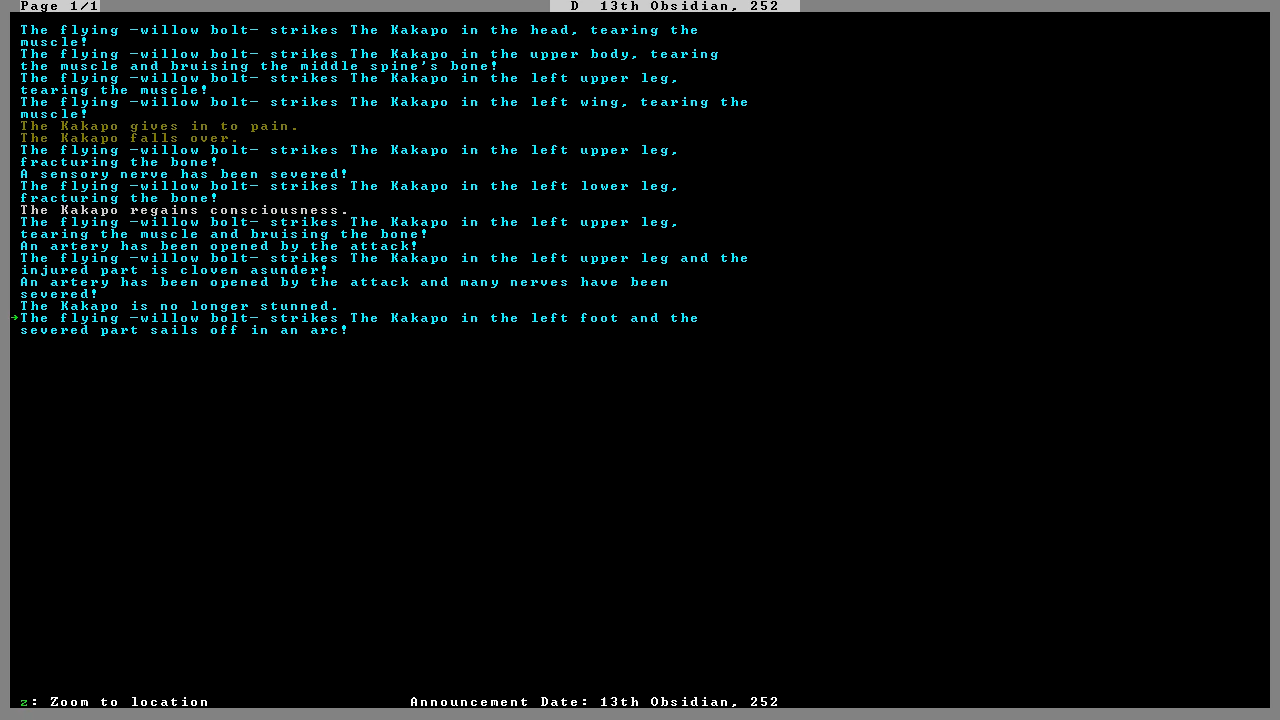 Page 1/1
D 13th Obsidian, 252
The flying -willow bolt- strikes The Kakapo in the head, tearing the
muscle!
The flying -willow bolt- strikes The Kakapo in the upper body, tearing
the muscle and bruising the middle spine's bone!
The flying -willow bolt- strikes The Kakapo in the left upper leg,
tearing the muscle!
The flying -willow bolt- strikes The Kakapo in the left wing, tearing the
muscle!
The Kakapo gives in to pain.
The Kakapo falls over.
The flying -willow bolt- strikes The Kakapo in the left upper leg,
fracturing the bone!
A sensory nerve has been severed!
The flying -willow bolt- strikes The Kakapo in the left lower leg,
fracturing the bone!
The Kakapo regains consciousness.
The flying -willow bolt- strikes The Kakapo in the left upper leg,
tearing the muscle and bruising the bone!
An artery has been opened by the attack!
The flying -willow bolt- strikes The Kakapo in the left upper leg and the
injured part is cloven asunder!
An artery has been opened by the attack and many nerves have been
severed!
The Kakapo is no longer stunned.
→The flying -willow bolt- strikes The Kakapo in the left foot and the
severed part sails off in an arc!
z: Zoom to location
Announcement Date: 13th Obsidian, 252